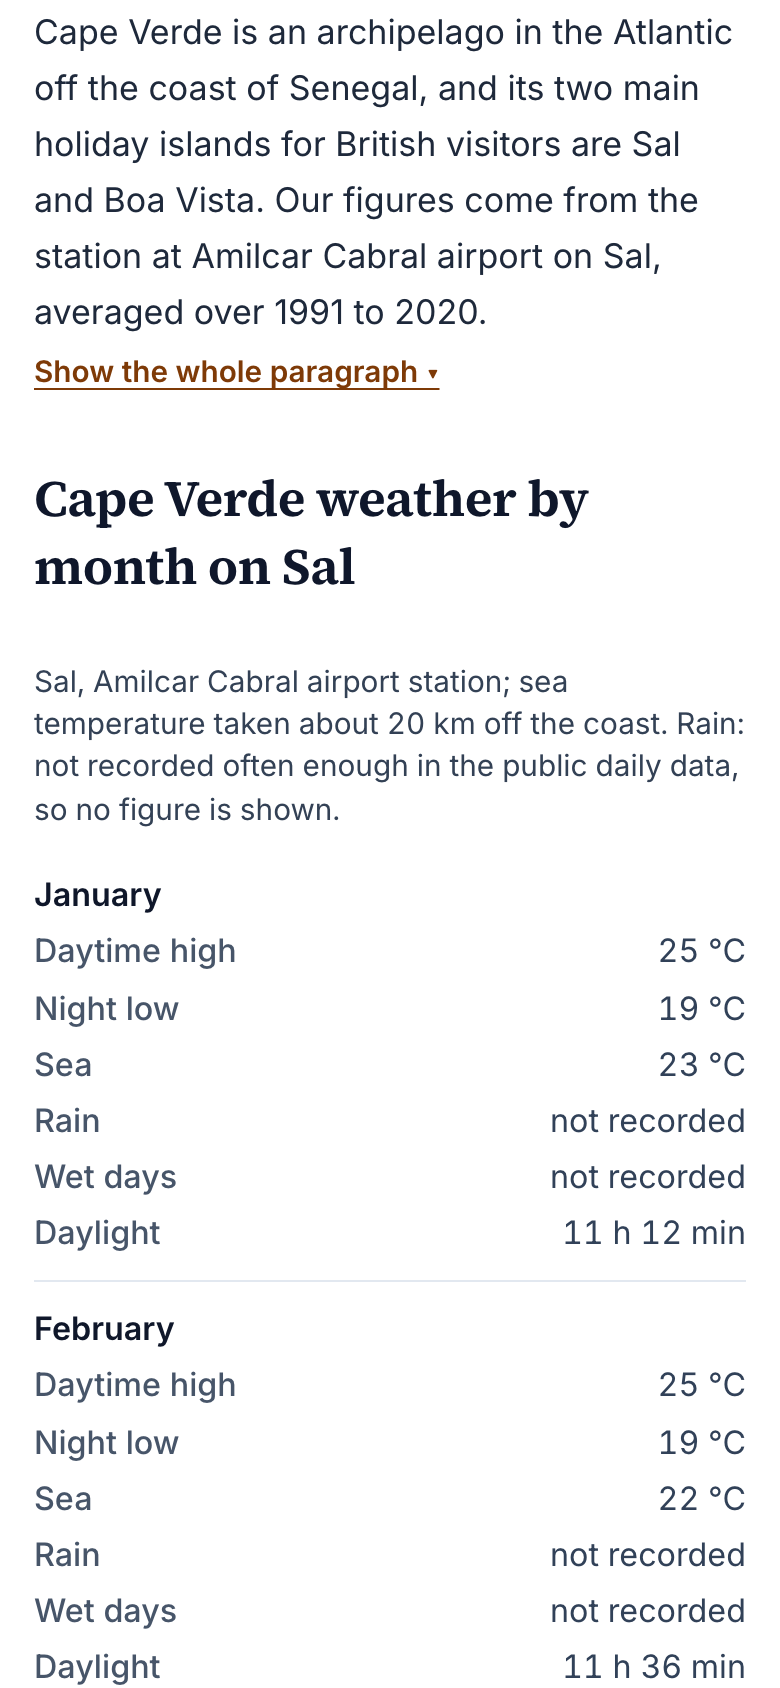 Cape Verde is an archipelago in the Atlantic
off the coast of Senegal, and its two main
holiday islands for British visitors are Sal
and Boa Vista. Our figures come from the
station at Amilcar Cabral airport on Sal,
averaged over 1991 to 2020.
Show the whole paragraph ▾
Cape Verde weather by
month on Sal
Sal, Amilcar Cabral airport station; sea
temperature taken about 20 km off the coast. Rain:
not recorded often enough in the public daily data,
so no figure is shown.
January
Daytime high 25 °C
Night low 19 °C
Sea 23 °C
Rain not recorded
Wet days not recorded
Daylight 11 h 12 min
February
Daytime high 25 °C
Night low 19 °C
Sea 22 °C
Rain not recorded
Wet days not recorded
Daylight 11 h 36 min